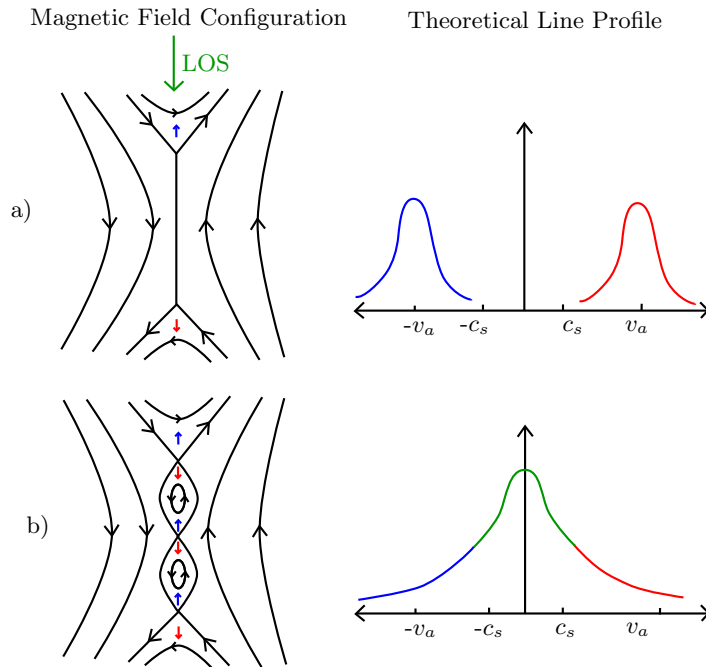 Magnetic Field Configuration
Theoretical Line Profile
LOS
a)
-v_a
-c_s
c_s
v_a
b)
-v_a
-c_s
c_s
v_a